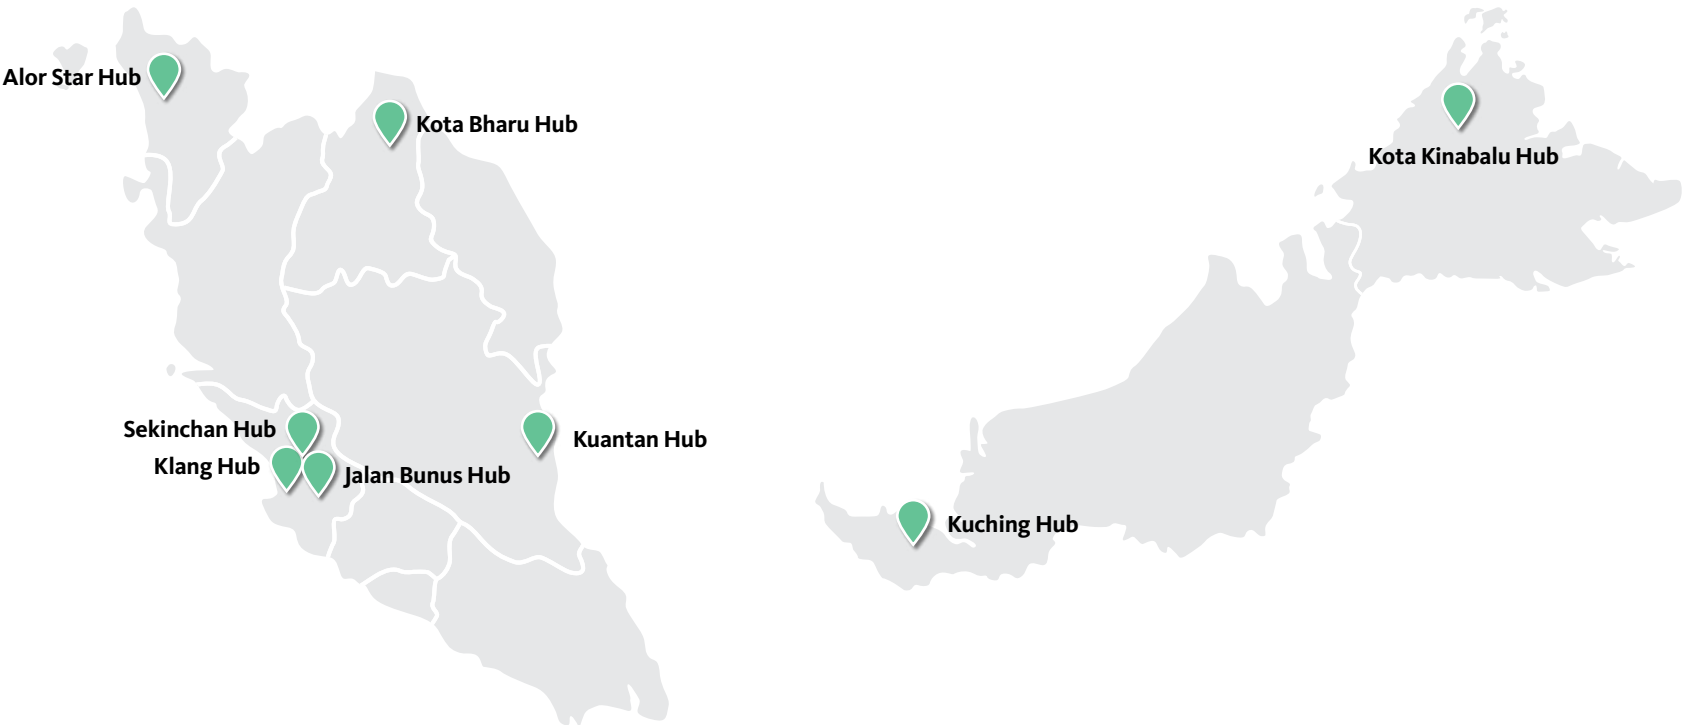 Alor Star Hub
Kota Bharu Hub
Kota Kinabalu Hub
Sekinchan Hub
Kuantan Hub
Klang Hub
Jalan Bunus Hub
Kuching Hub